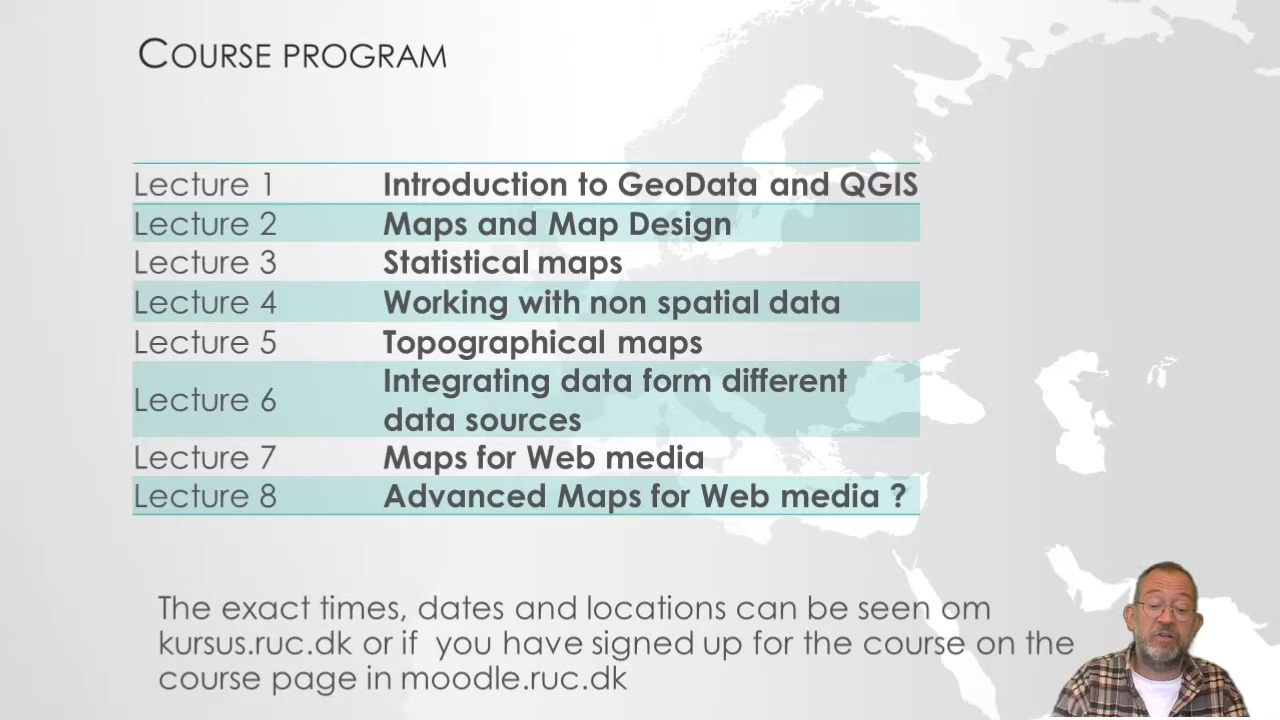 COURSE PROGRAM
Lecture 1 Introduction to GeoData and QGIS
Lecture 2 Maps and Map Design
Lecture 3 Statistical maps
Lecture 4 Working with non spatial data
Lecture 5 Topographical maps
Lecture 6 Integrating data form different
data sources
Lecture 7 Maps for Web media
Lecture 8 Advanced Maps for Web media ?
The exact times, dates and locations can be seen om
kursus.ruc.dk or if you have signed up for the course on the
course page in moodle.ruc.dk